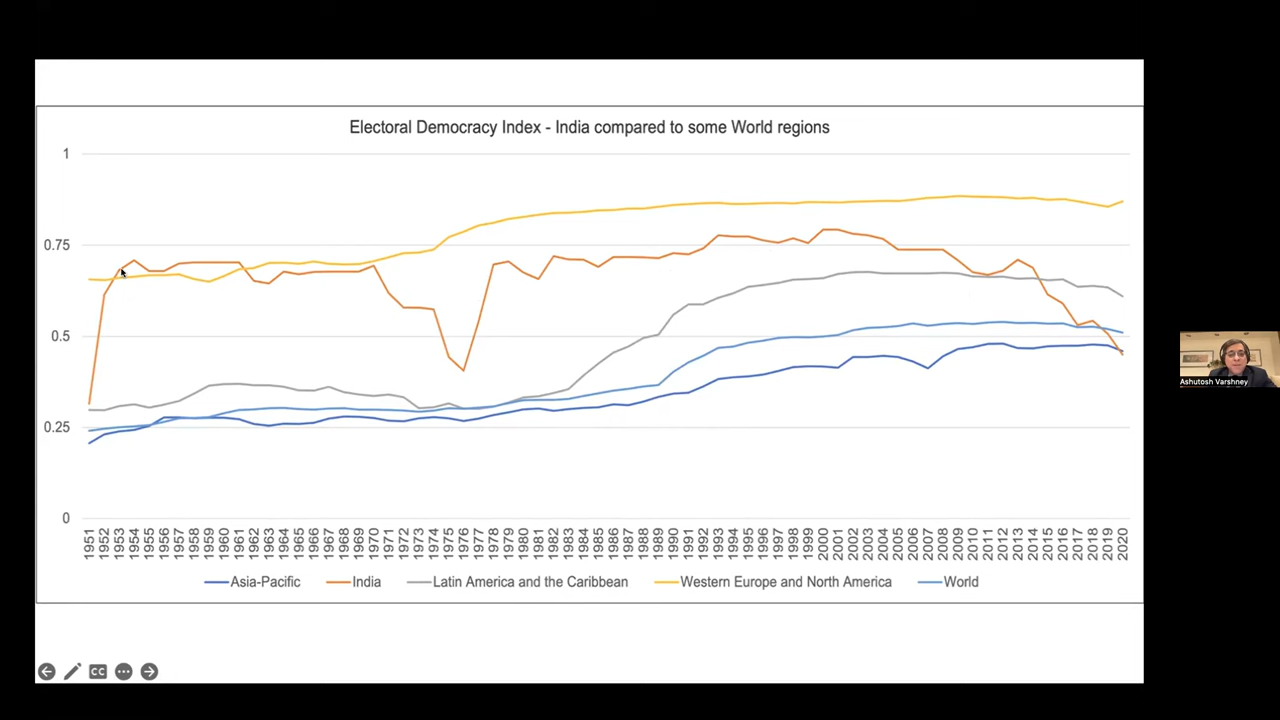 Electoral Democracy Index - India compared to some World regions
1
0.75
0.5
0.25
0
1951 1952 1953 1954 1955 1956 1957 1958 1959 1960 1961 1962 1963 1964 1965 1966 1967 1968 1969 1970 1971 1972 1973 1974 1975 1976 1977 1978 1979 1980 1981 1982 1983 1984 1985 1986 1987 1988 1989 1990 1991 1992 1993 1994 1995 1996 1997 1998 1999 2000 2001 2002 2003 2004 2005 2006 2007 2008 2009 2010 2011 2012 2013 2014 2015 2016 2017 2018 2019 2020
Asia-Pacific India Latin America and the Caribbean Western Europe and North America World
CC
Ashutosh Varshney